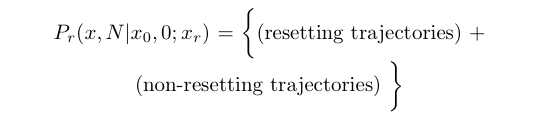 P_r(x, N|x_0, 0; x_r) = {(resetting trajectories) +
(non-resetting trajectories) }